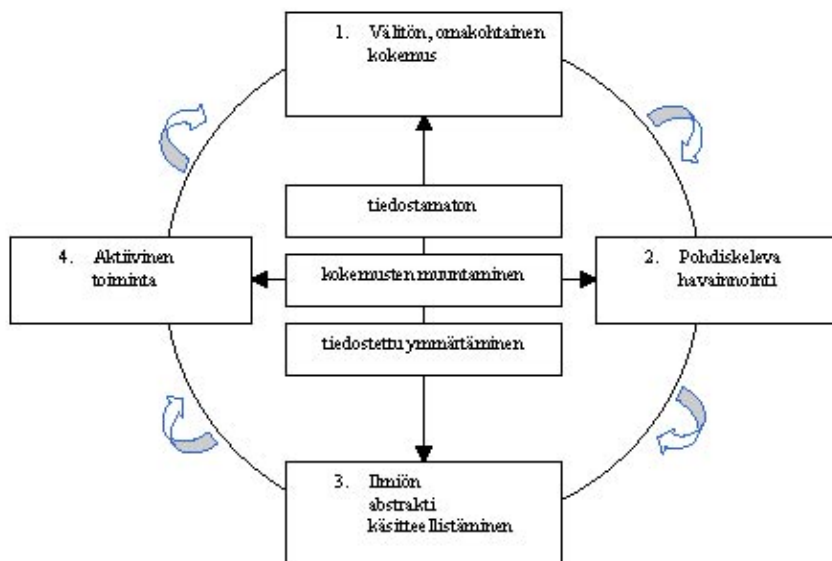 1. Välitön, omakohtainen
kokemus
tiedostamaton
4. Aktiivinen
toiminta
kokemusten muuntaminen
2. Pohdiskeleva
havainnointi
tiedostettu ymmärtäminen
3. Ilmiön
abstrakti
käsitteellistäminen